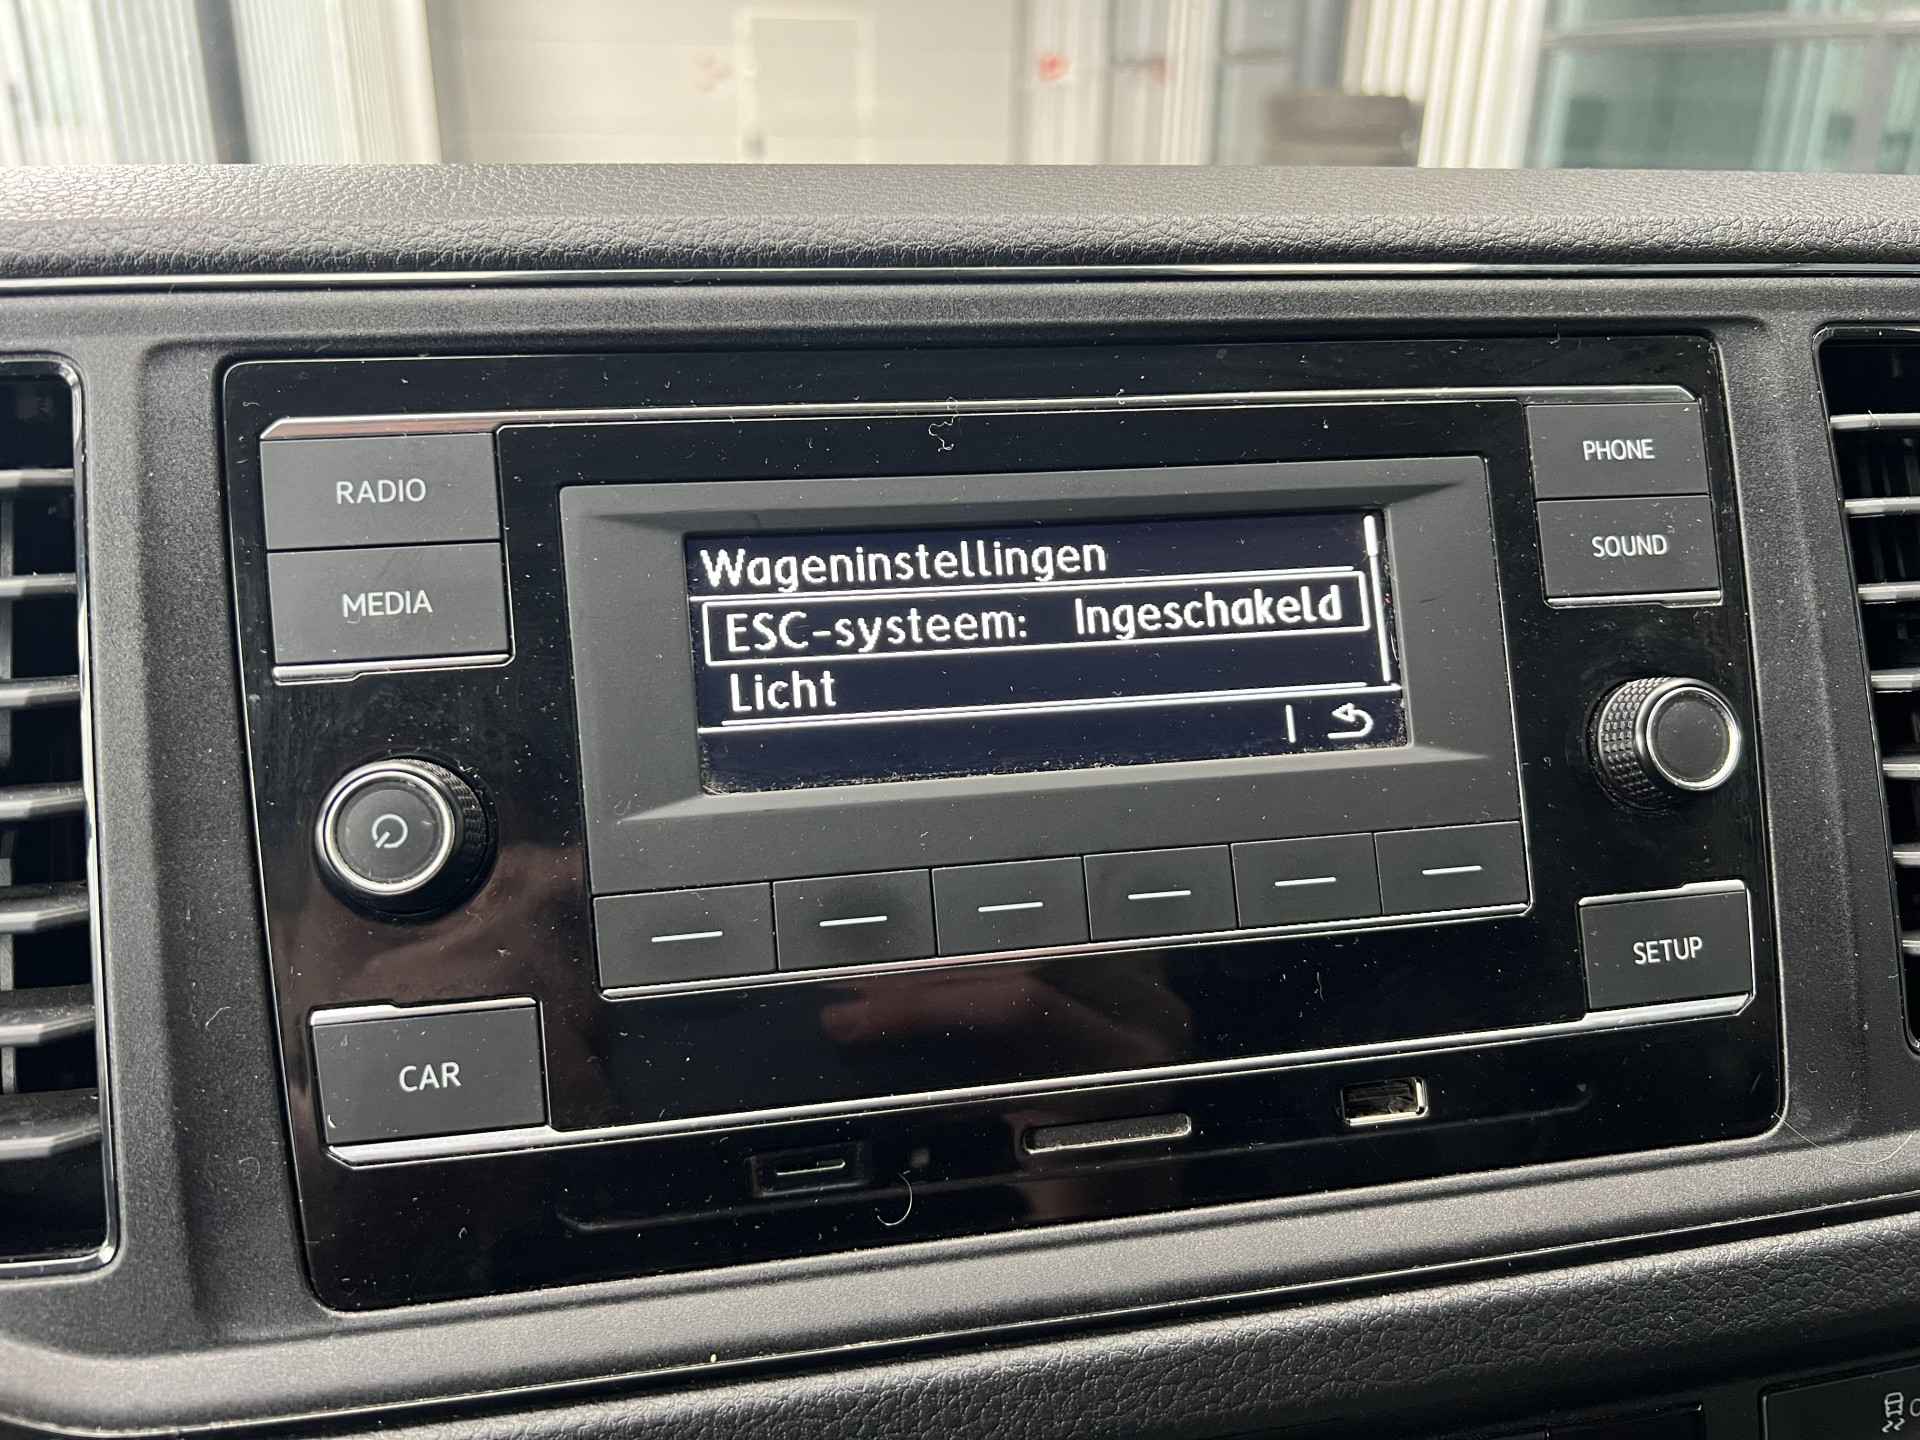 RADIO
MEDIA
PHONE
SOUND
Wageninstellingen
ESC-systeem: Ingeschakeld
Licht
CAR
SETUP